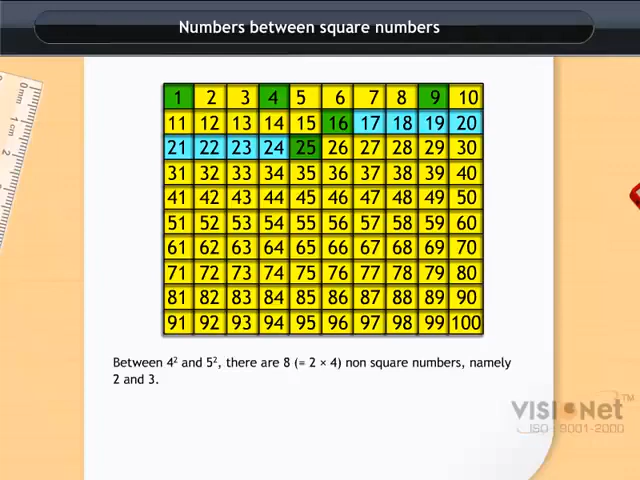 Numbers between square numbers
0 mm
1 cm
2
1 2 3 4 5 6 7 8 9 10
11 12 13 14 15 16 17 18 19 20
21 22 23 24 25 26 27 28 29 30
31 32 33 34 35 36 37 38 39 40
41 42 43 44 45 46 47 48 49 50
51 52 53 54 55 56 57 58 59 60
61 62 63 64 65 66 67 68 69 70
71 72 73 74 75 76 77 78 79 80
81 82 83 84 85 86 87 88 89 90
91 92 93 94 95 96 97 98 99 100
Between 4² and 5², there are 8 (= 2 × 4) non square numbers, namely
2 and 3.
VISIONet™
ISO : 9001-2000